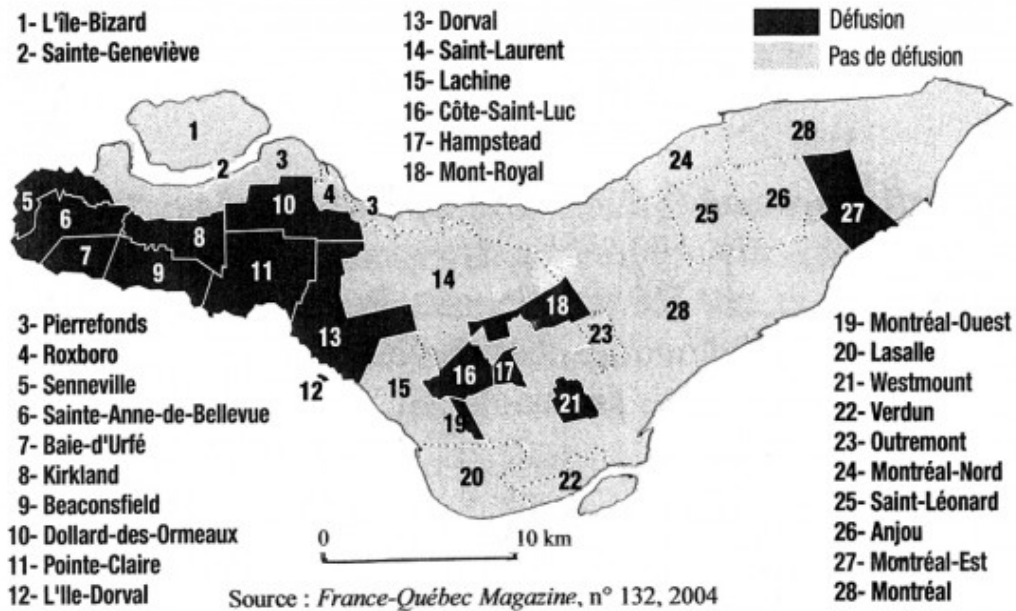 1- L'île-Bizard
2- Sainte-Geneviève
13- Dorval
14- Saint-Laurent
15- Lachine
16- Côte-Saint-Luc
17- Hampstead
18- Mont-Royal
Défusion
Pas de défusion
1
2
3
4
3
5
6
7
8
9
10
11
12
13
14
15
16
17
18
19
20
21
22
23
24
25
26
27
28
28
3- Pierrefonds
4- Roxboro
5- Senneville
6- Sainte-Anne-de-Bellevue
7- Baie-d'Urfé
8- Kirkland
9- Beaconsfield
10- Dollard-des-Ormeaux
11- Pointe-Claire
12- L'Ile-Dorval
19- Montréal-Ouest
20- Lasalle
21- Westmount
22- Verdun
23- Outremont
24- Montréal-Nord
25- Saint-Léonard
26- Anjou
27- Montréal-Est
28- Montréal
0 10 km
Source : France-Québec Magazine, n° 132, 2004